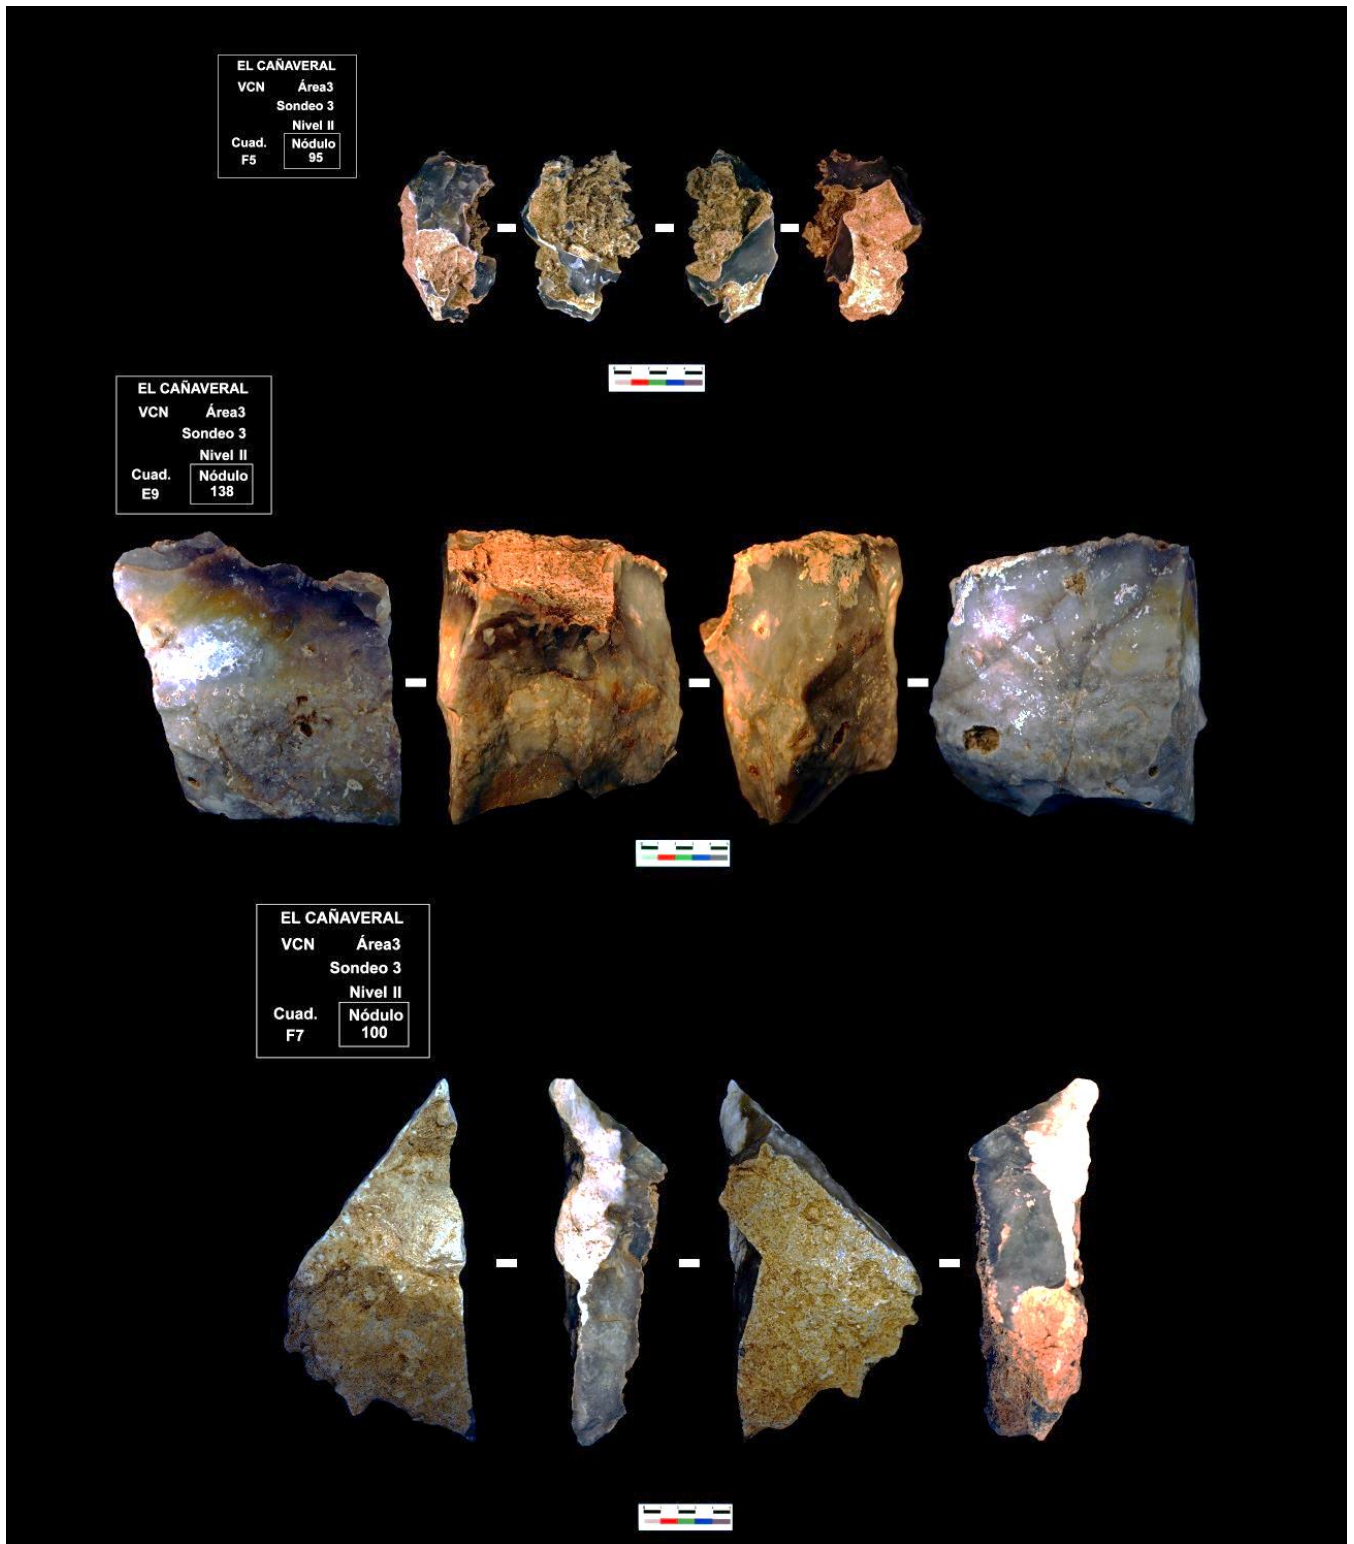 EL CAÑAVERAL
VCN Área3
Sondeo 3
Nivel II
Cuad. Nódulo
F5 95
EL CAÑAVERAL
VCN Área3
Sondeo 3
Nivel II
Cuad. Nódulo
E9 138
EL CAÑAVERAL
VCN Área3
Sondeo 3
Nivel II
Cuad. Nódulo
F7 100